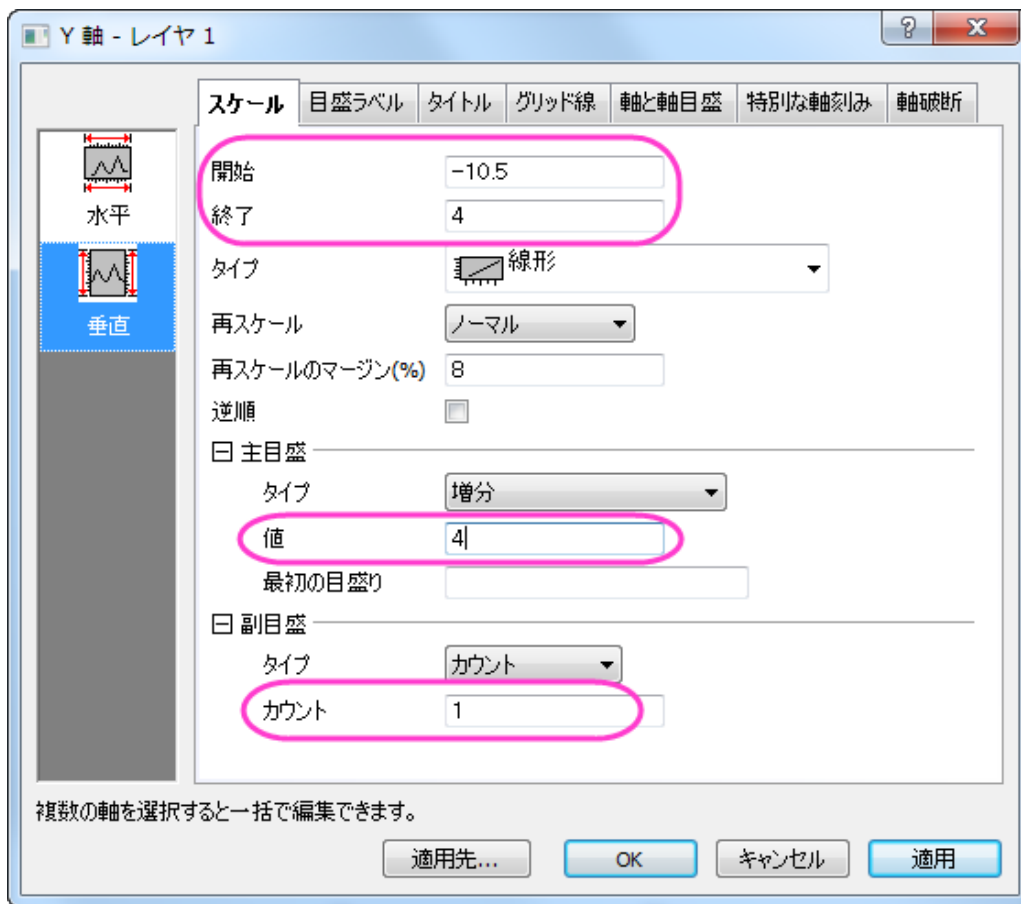 Y 軸 - レイヤ 1
スケール 目盛ラベル タイトル グリッド線 軸と軸目盛 特別な軸刻み 軸破断
水平
垂直
開始 -10.5
終了 4
タイプ 線形
再スケール ノーマル
再スケールのマージン(%) 8
逆順
主目盛
タイプ 増分
値 4
最初の目盛り
副目盛
タイプ カウント
カウント 1
複数の軸を選択すると一括で編集できます。
適用先... OK キャンセル 適用